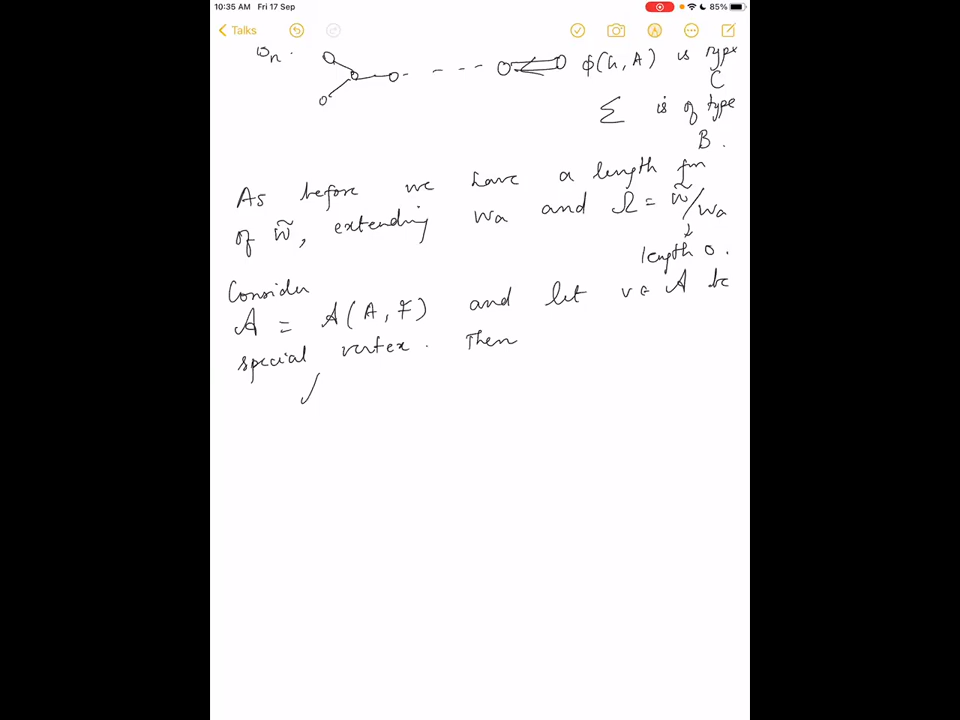 10:35 AM Fri 17 Sep 85%
Talks
Φ(G, A) is type
C
Σ is of type
B.
As before we have a length fn
of W̃, extending Wa and Ω = W̃/Wa
length 0.
Consider
𝒜 = 𝒜(A, F) and let v ∈ 𝒜 be
special vertex. Then